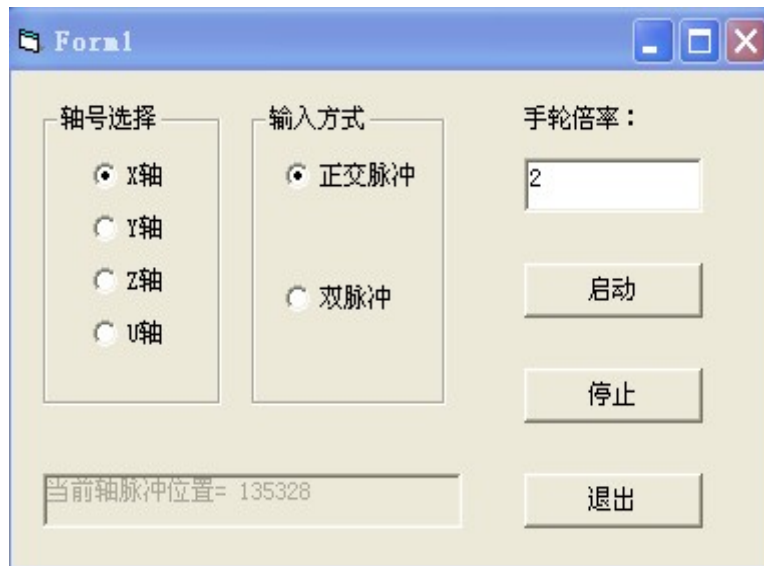 Form1
轴号选择
X轴
Y轴
Z轴
U轴
输入方式
正交脉冲
双脉冲
手轮倍率：
2
启动
停止
退出
当前轴脉冲位置= 135328